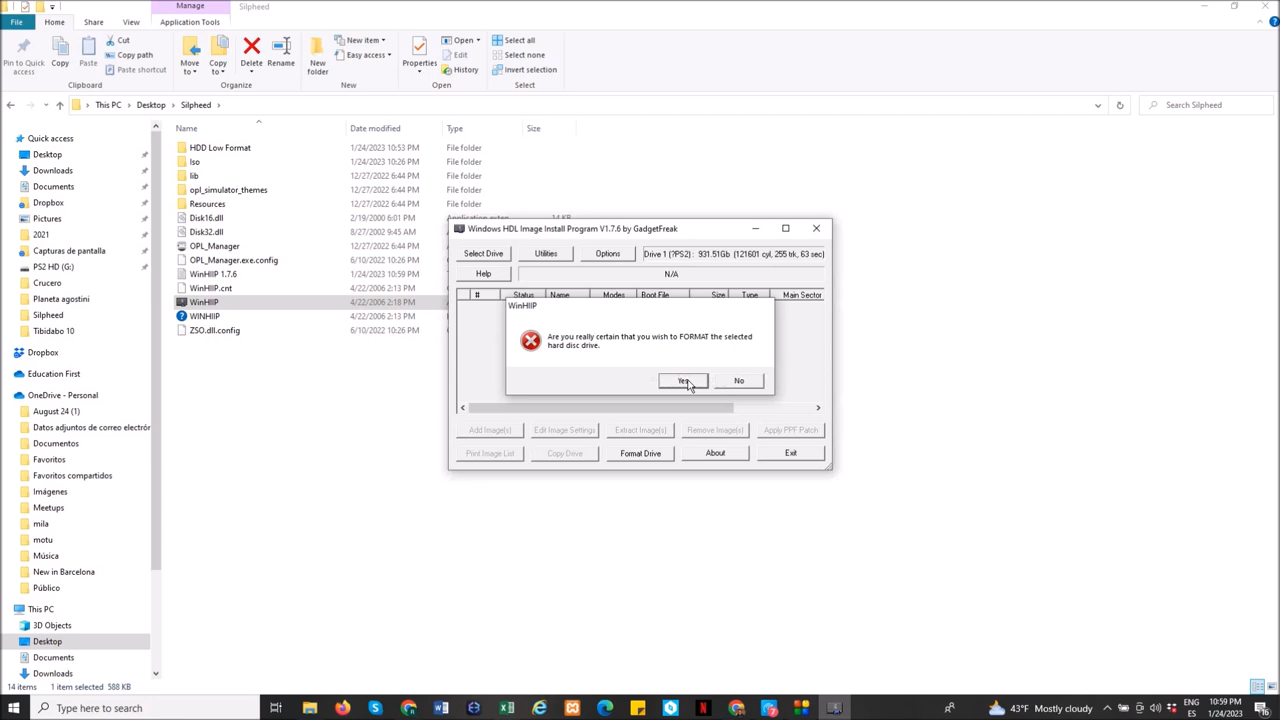 Manage
Silpheed
File
Home
Share
View
Application Tools
Pin to Quick access
Copy
Paste
Cut
Copy path
Paste shortcut
Clipboard
Move to
Copy to
Delete
Rename
Organize
New folder
New item
Easy access
New
Properties
Open
Edit
History
Open
Select all
Select none
Invert selection
Select
This PC > Desktop > Silpheed >
Search Silpheed
Quick access
Desktop
Downloads
Documents
Dropbox
Pictures
2021
Capturas de pantalla
PS2 HD (G:)
Crucero
Planeta agostini
Silpheed
Tibidabo 10
Dropbox
Education First
OneDrive - Personal
August 24 (1)
Datos adjuntos de correo electrór
Documentos
Favoritos
Favoritos compartidos
Imágenes
Meetups
mila
motu
Música
New in Barcelona
Público
This PC
3D Objects
Desktop
Documents
Downloads
Name Date modified Type Size
HDD Low Format 1/24/2023 10:53 PM File folder
Iso 1/24/2023 10:26 PM File folder
lib 12/27/2022 6:44 PM File folder
opl_simulator_themes 12/27/2022 6:44 PM File folder
Resources 12/27/2022 6:44 PM File folder
Disk16.dll 2/19/2000 6:01 PM Application exten 14 KB
Disk32.dll 8/27/2002 9:45 AM
OPL_Manager 12/27/2022 6:44 PM
OPL_Manager.exe.config 6/10/2022 10:26 PM
WinHIIP 1.7.6 1/24/2023 10:59 PM
WinHIIP.cnt 4/22/2006 2:13 PM
WinHIIP 4/22/2006 2:18 PM
WINHIIP 4/22/2006 2:13 PM
ZSO.dll.config 6/10/2022 10:26 PM
Windows HDL Image Install Program V1.7.6 by GadgetFreak
Select Drive
Utilities
Options
Drive 1 (?PS2) : 931.51Gb (121601 cyl, 255 trk, 63 sec)
Help
N/A
# Status Name Modes Boot File Size Type Main Sector
WinHIIP
Are you really certain that you wish to FORMAT the selected
hard disc drive.
Yes
No
Add Image(s)
Edit Image Settings
Extract Image(s)
Remove Image(s)
Apply PPF Patch
Print Image List
Copy Drive
Format Drive
About
Exit
14 items 1 item selected 588 KB
Type here to search
43°F Mostly cloudy
ENG
ES
10:59 PM
1/24/2023
16